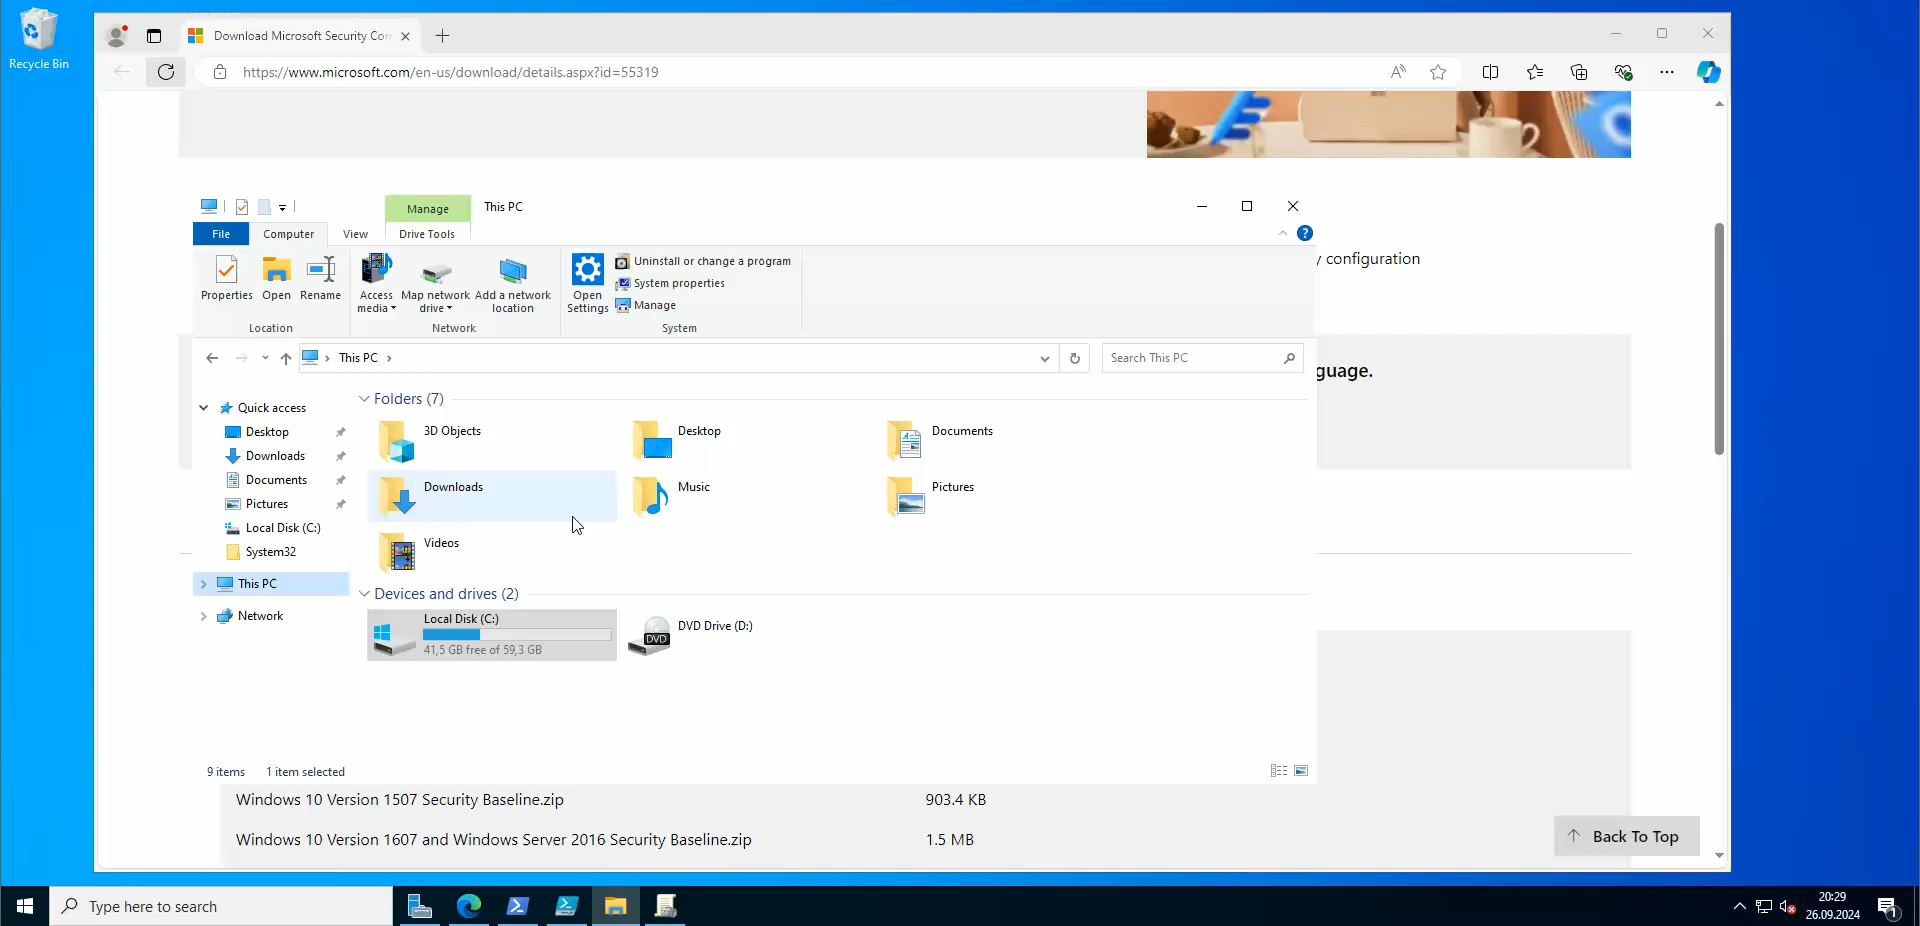 Recycle Bin
Download Microsoft Security Con
https://www.microsoft.com/en-us/download/details.aspx?id=55319
Manage
This PC
File
Computer
View
Drive Tools
Properties
Open
Rename
Access media
Map network drive
Add a network location
Open Settings
Uninstall or change a program
System properties
Manage
Location
Network
System
y configuration
This PC
Search This PC
guage.
Quick access
Desktop
Downloads
Documents
Pictures
Local Disk (C:)
System32
This PC
Network
Folders (7)
3D Objects
Desktop
Documents
Downloads
Music
Pictures
Videos
Devices and drives (2)
Local Disk (C:)
41,5 GB free of 59,3 GB
DVD
DVD Drive (D:)
9 items
1 item selected
Windows 10 Version 1507 Security Baseline.zip
903.4 KB
Windows 10 Version 1607 and Windows Server 2016 Security Baseline.zip
1.5 MB
Back To Top
Type here to search
20:29
26.09.2024
1